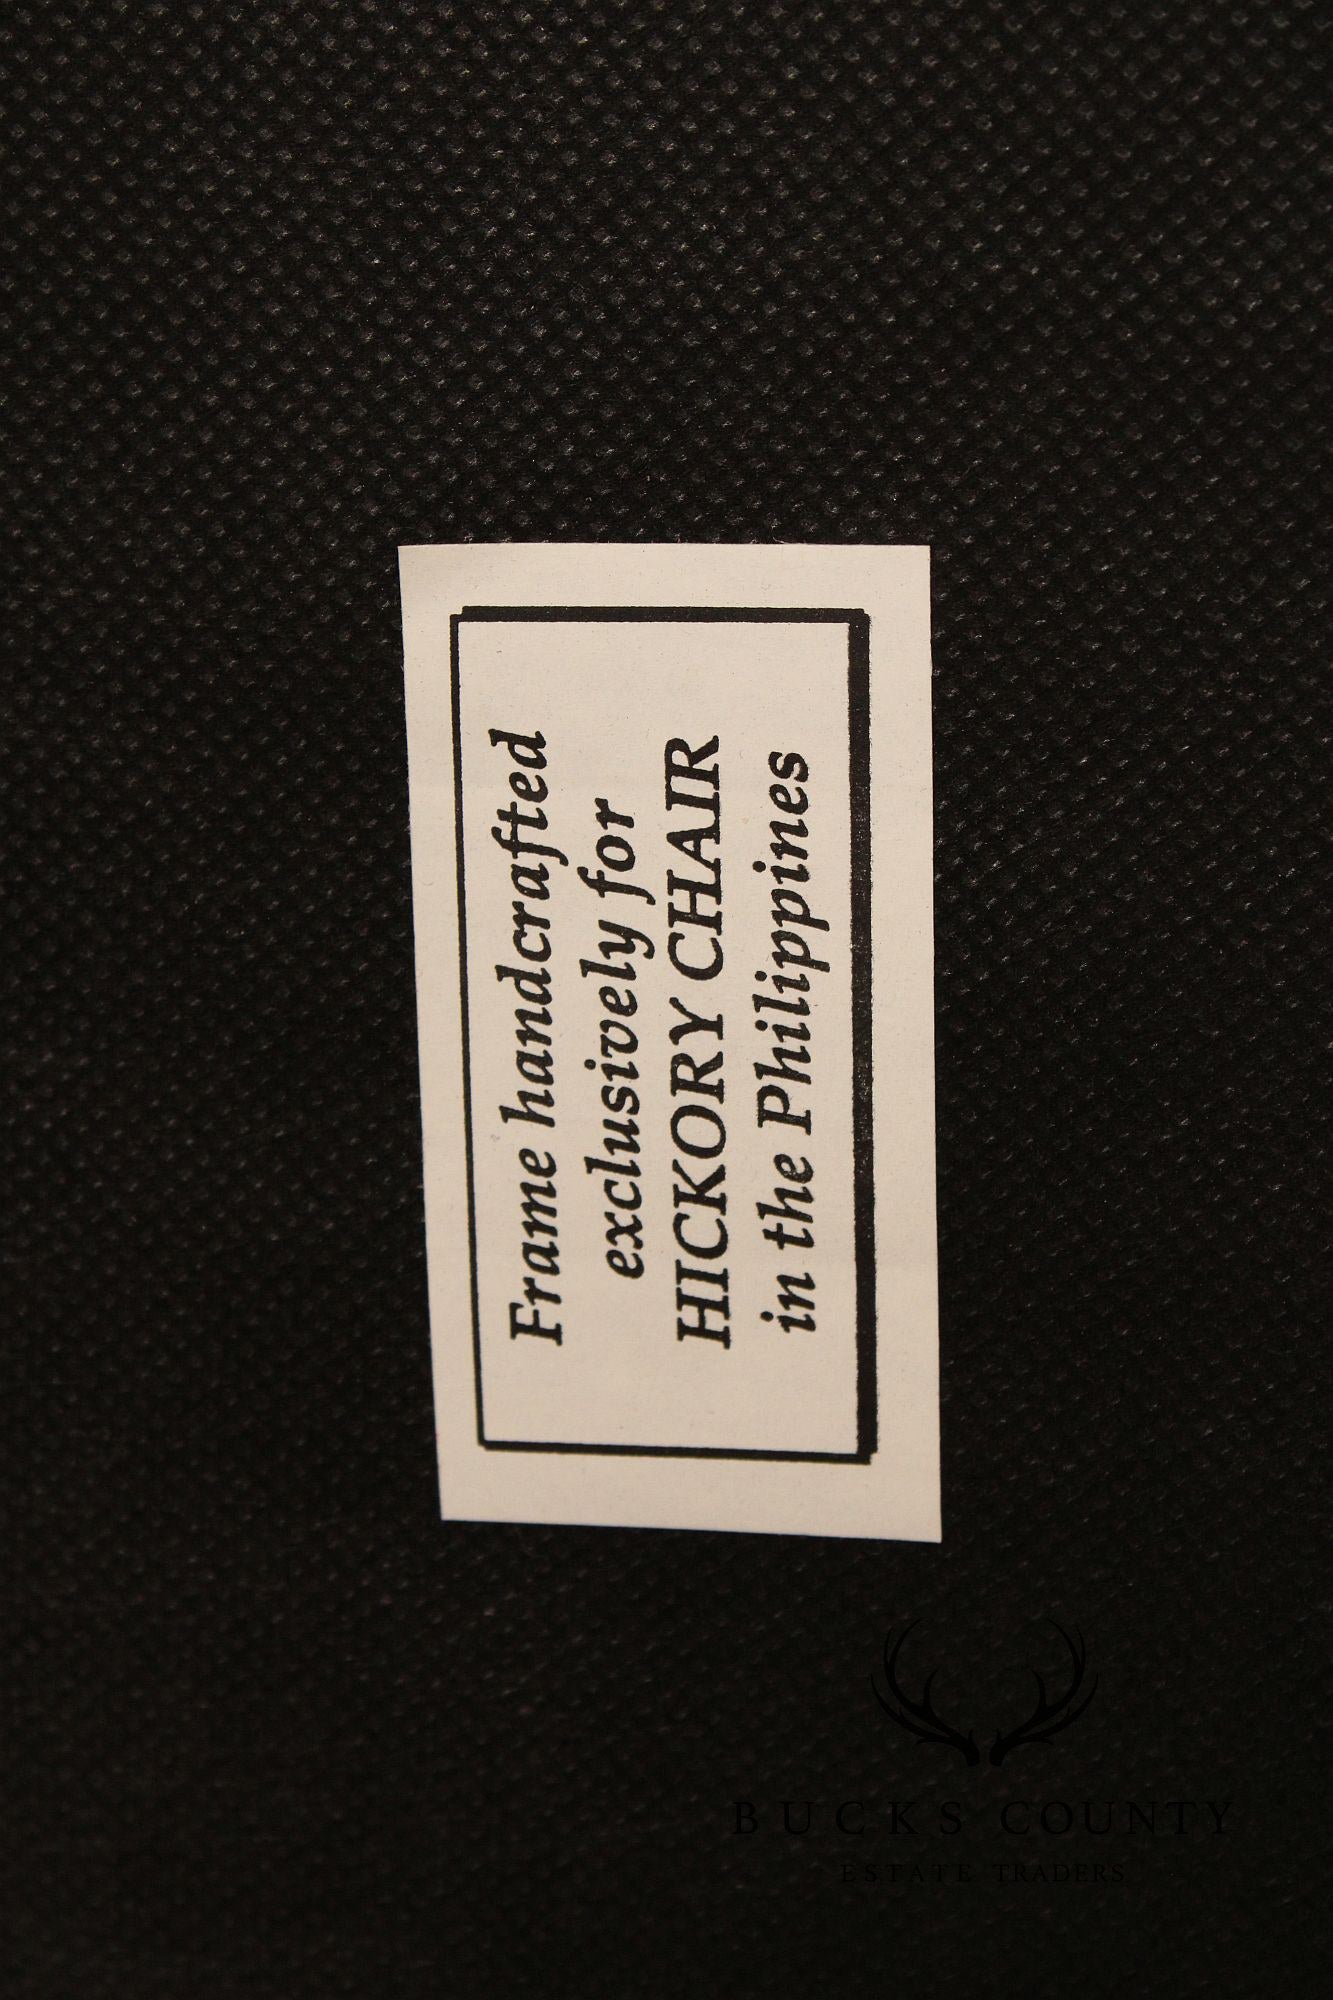 Frame handcrafted
exclusively for
HICKORY CHAIR
in the Philippines
BUCKS COUNTY
ESTATE TRADERS